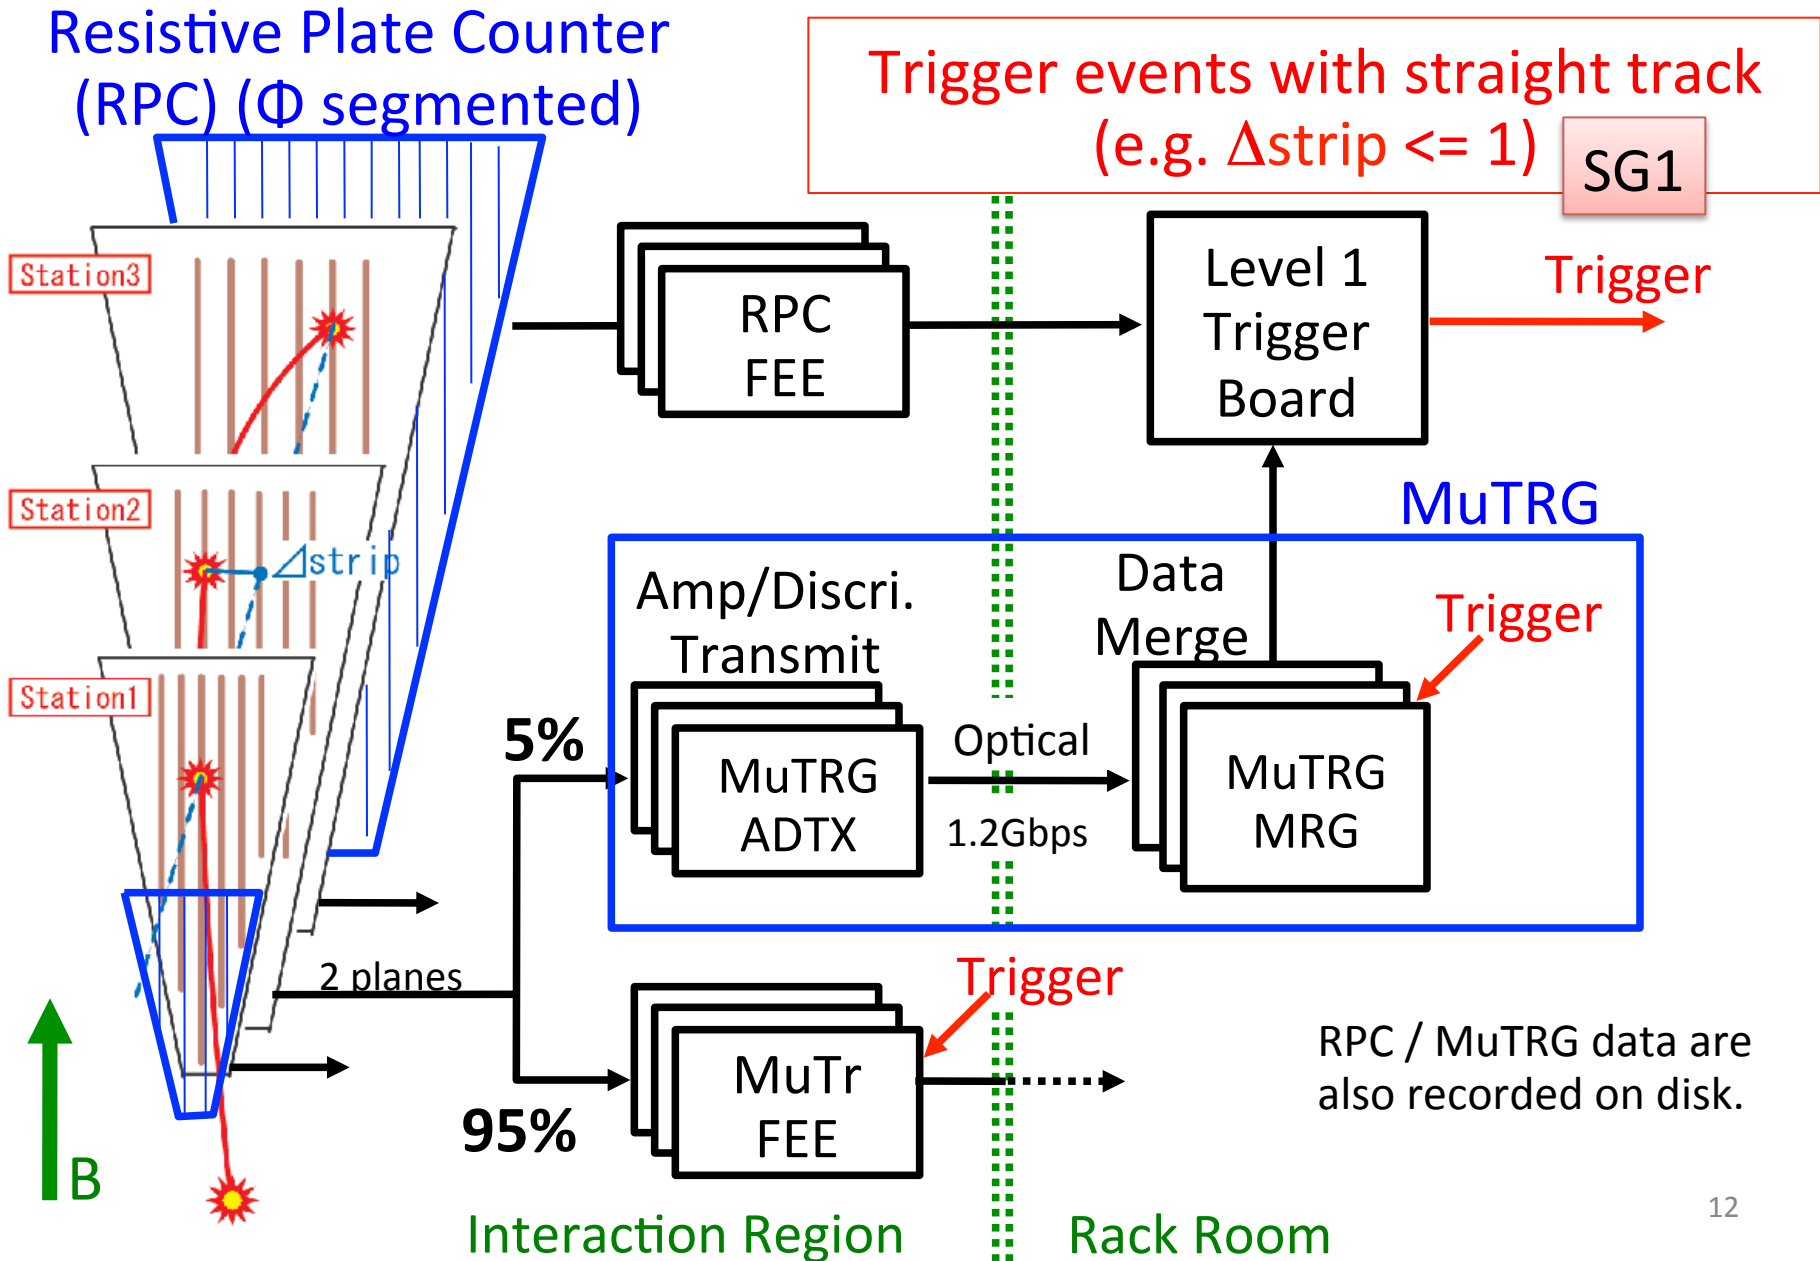 Resistive Plate Counter
(RPC) (Φ segmented)
Trigger events with straight track
(e.g. Δstrip <= 1)
SG1
Station3
RPC
FEE
Level 1
Trigger
Board
Trigger
Station2
⊿strip
MuTRG
Amp/Discri.
Transmit
Data
Merge
Trigger
Station1
5%
MuTRG
ADTX
Optical
1.2Gbps
MuTRG
MRG
2 planes
Trigger
MuTr
FEE
95%
RPC / MuTRG data are
also recorded on disk.
B
Interaction Region
Rack Room
12